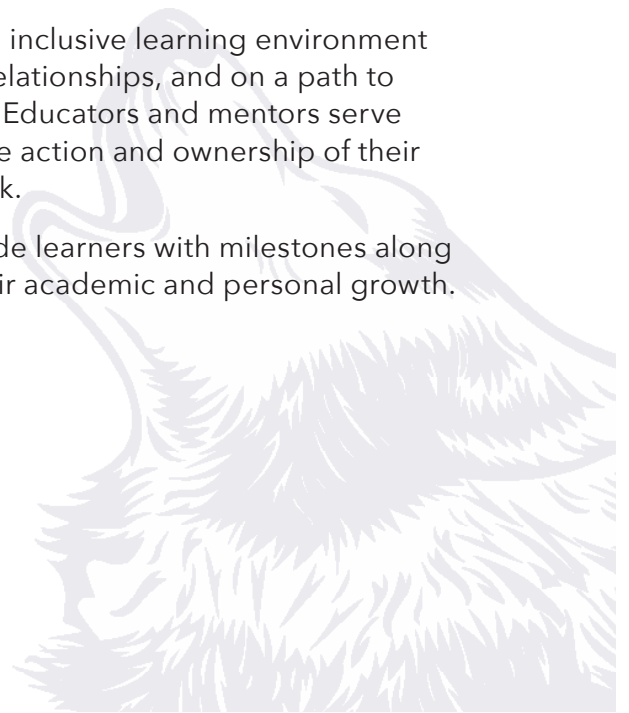 inclusive learning environment
elationships, and on a path to
Educators and mentors serve
e action and ownership of their
k.
de learners with milestones along
ir academic and personal growth.